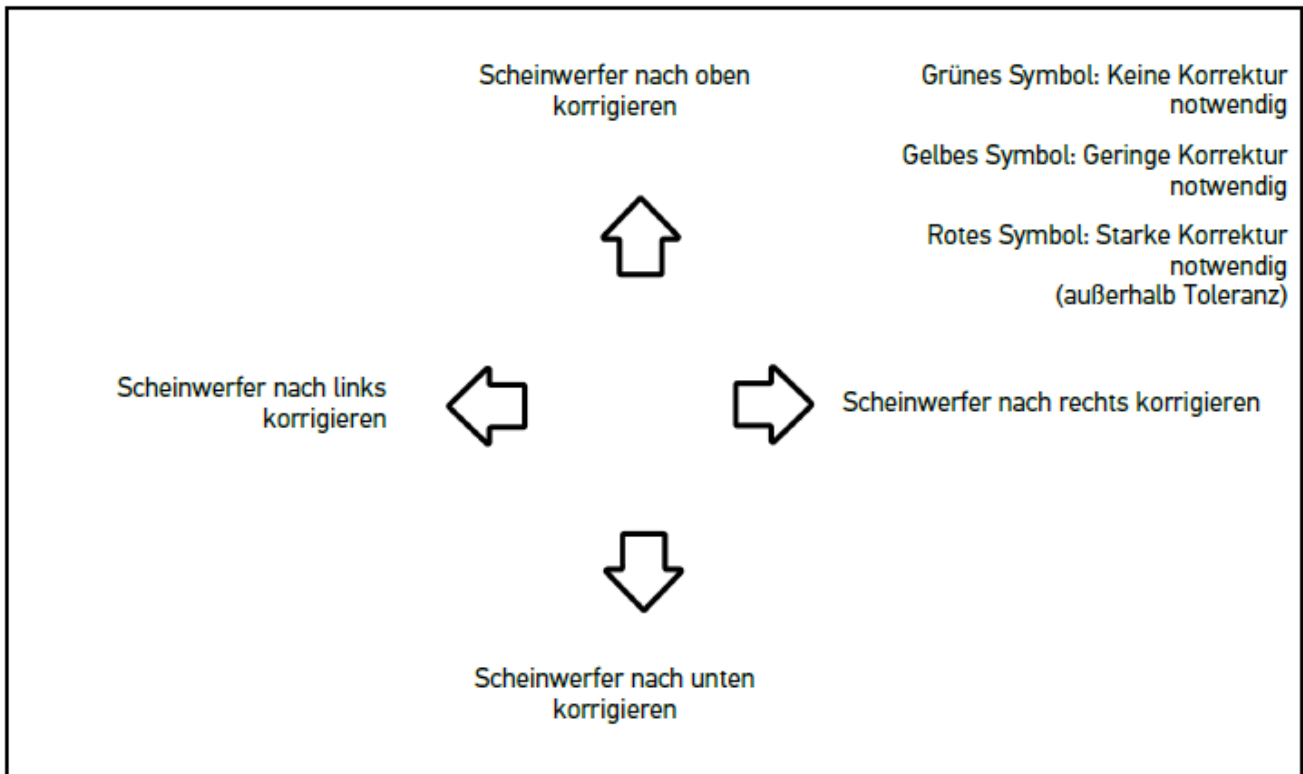 Scheinwerfer nach oben
korrigieren
Grünes Symbol: Keine Korrektur
notwendig
Gelbes Symbol: Geringe Korrektur
notwendig
Rotes Symbol: Starke Korrektur
notwendig
(außerhalb Toleranz)
Scheinwerfer nach links
korrigieren
Scheinwerfer nach rechts korrigieren
Scheinwerfer nach unten
korrigieren